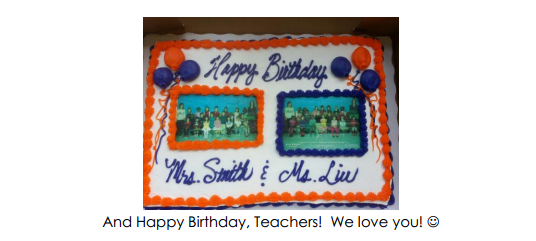 Happy Birthday
Mrs. Smith & Ms. Liu
And Happy Birthday, Teachers!  We love you! ☺